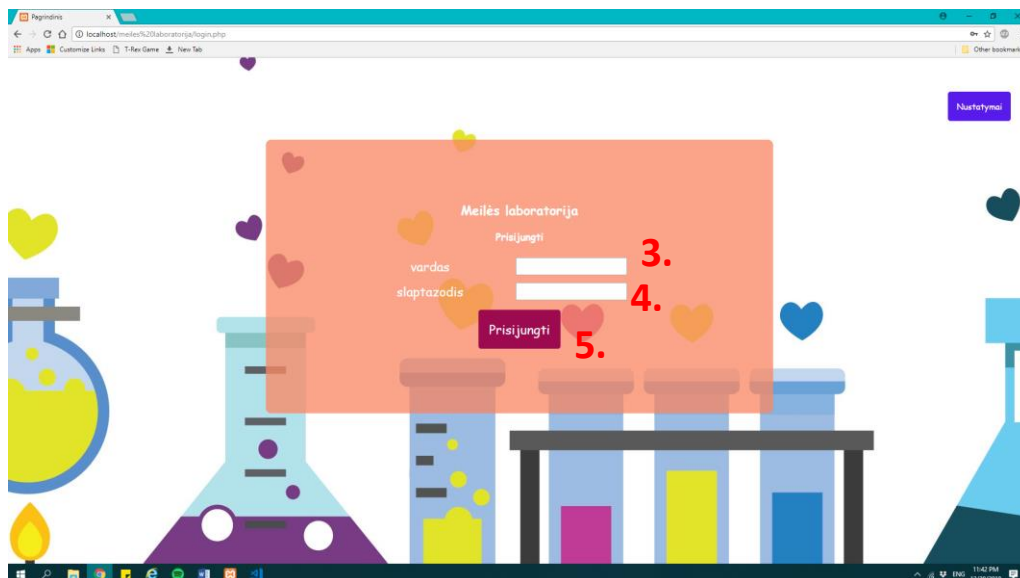 Pagrindinis
localhost/meiles%20laboratorija/login.php
Apps Customize Links T-Rex Game New Tab Other bookmark
Nustatymai
Meilės laboratorija
Prisijungti
vardas 3.
slaptazodis 4.
Prisijungti 5.
ENG 11:42 PM